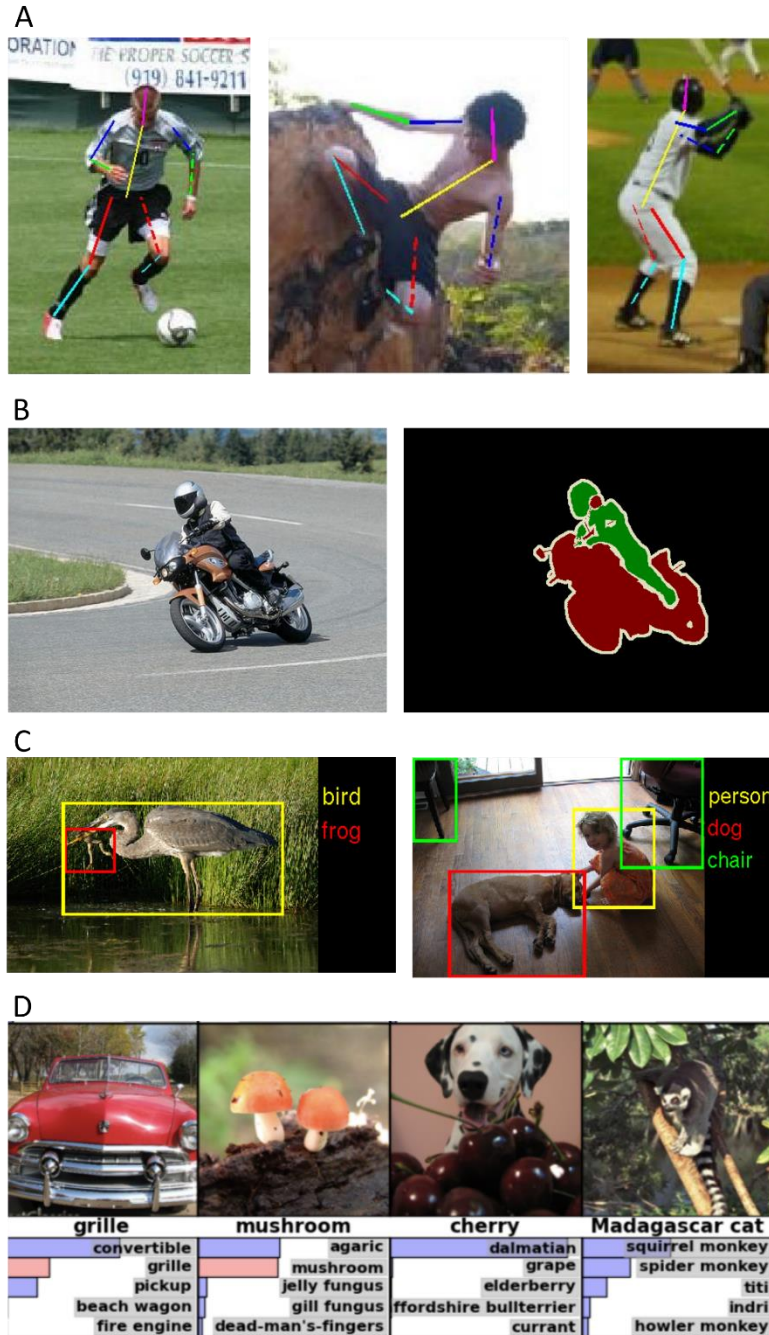 A
ORATION
THE PROPER SOCCER S
(919) 841-9211
0
B
C
bird
frog
person
dog
chair
D
grille
mushroom
cherry
Madagascar cat
convertible
grille
pickup
beach wagon
fire engine
agaric
mushroom
jelly fungus
gill fungus
dead-man's-fingers
dalmatian
grape
elderberry
ffordshire bullterrier
currant
squirrel monkey
spider monkey
titi
indri
howler monkey